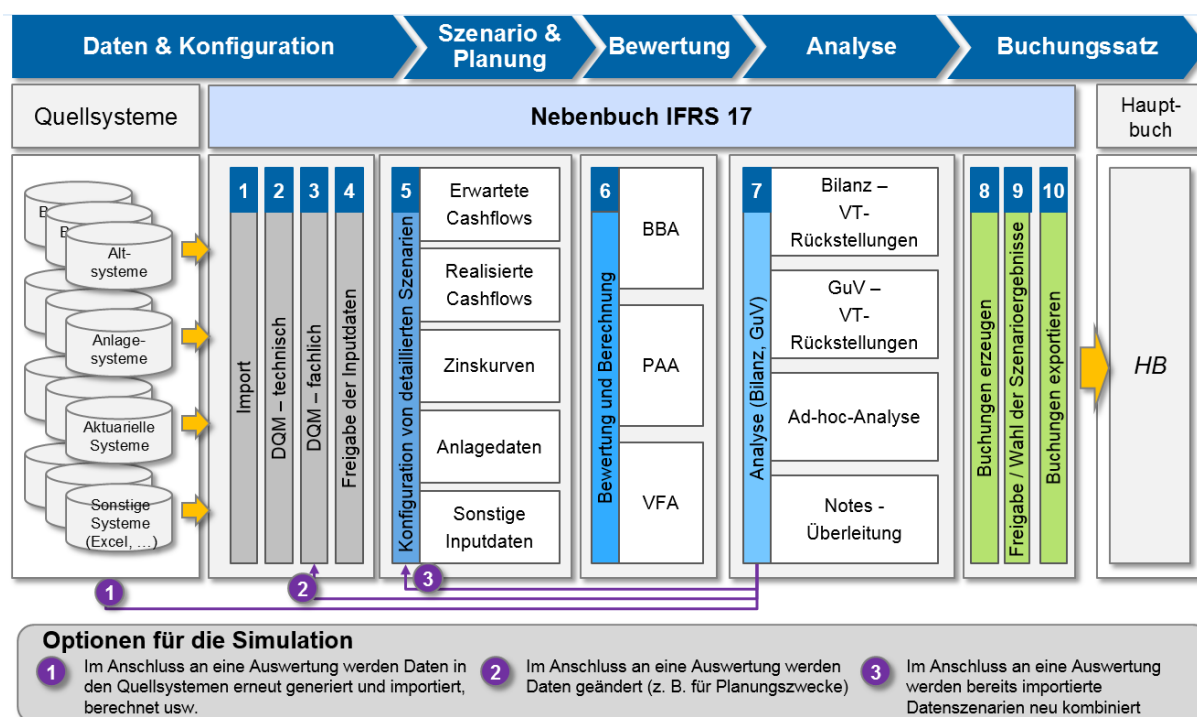 Daten & Konfiguration
Szenario &
Planung
Bewertung
Analyse
Buchungssatz
Quellsysteme
Nebenbuch IFRS 17
Haupt-
buch
B
B
Alt-
systeme
Anlage-
systeme
Aktuarielle
Systeme
Sonstige
Systeme
(Excel, ...)
1
Import
2
DQM – technisch
3
DQM – fachlich
4
Freigabe der Inputdaten
5
Konfiguration von detaillierten Szenarien
Erwartete
Cashflows
Realisierte
Cashflows
Zinskurven
Anlagedaten
Sonstige
Inputdaten
6
Bewertung und Berechnung
BBA
PAA
VFA
7
Analyse (Bilanz, GuV)
Bilanz –
VT-
Rückstellungen
GuV –
VT-
Rückstellungen
Ad-hoc-Analyse
Notes -
Überleitung
8
Buchungen erzeugen
9
Freigabe / Wahl der Szenarioergebnisse
10
Buchungen exportieren
HB
1
2
3
Optionen für die Simulation
1
Im Anschluss an eine Auswertung werden Daten in
den Quellsystemen erneut generiert und importiert,
berechnet usw.
2
Im Anschluss an eine Auswertung werden
Daten geändert (z. B. für Planungszwecke)
3
Im Anschluss an eine Auswertung
werden bereits importierte
Datenszenarien neu kombiniert